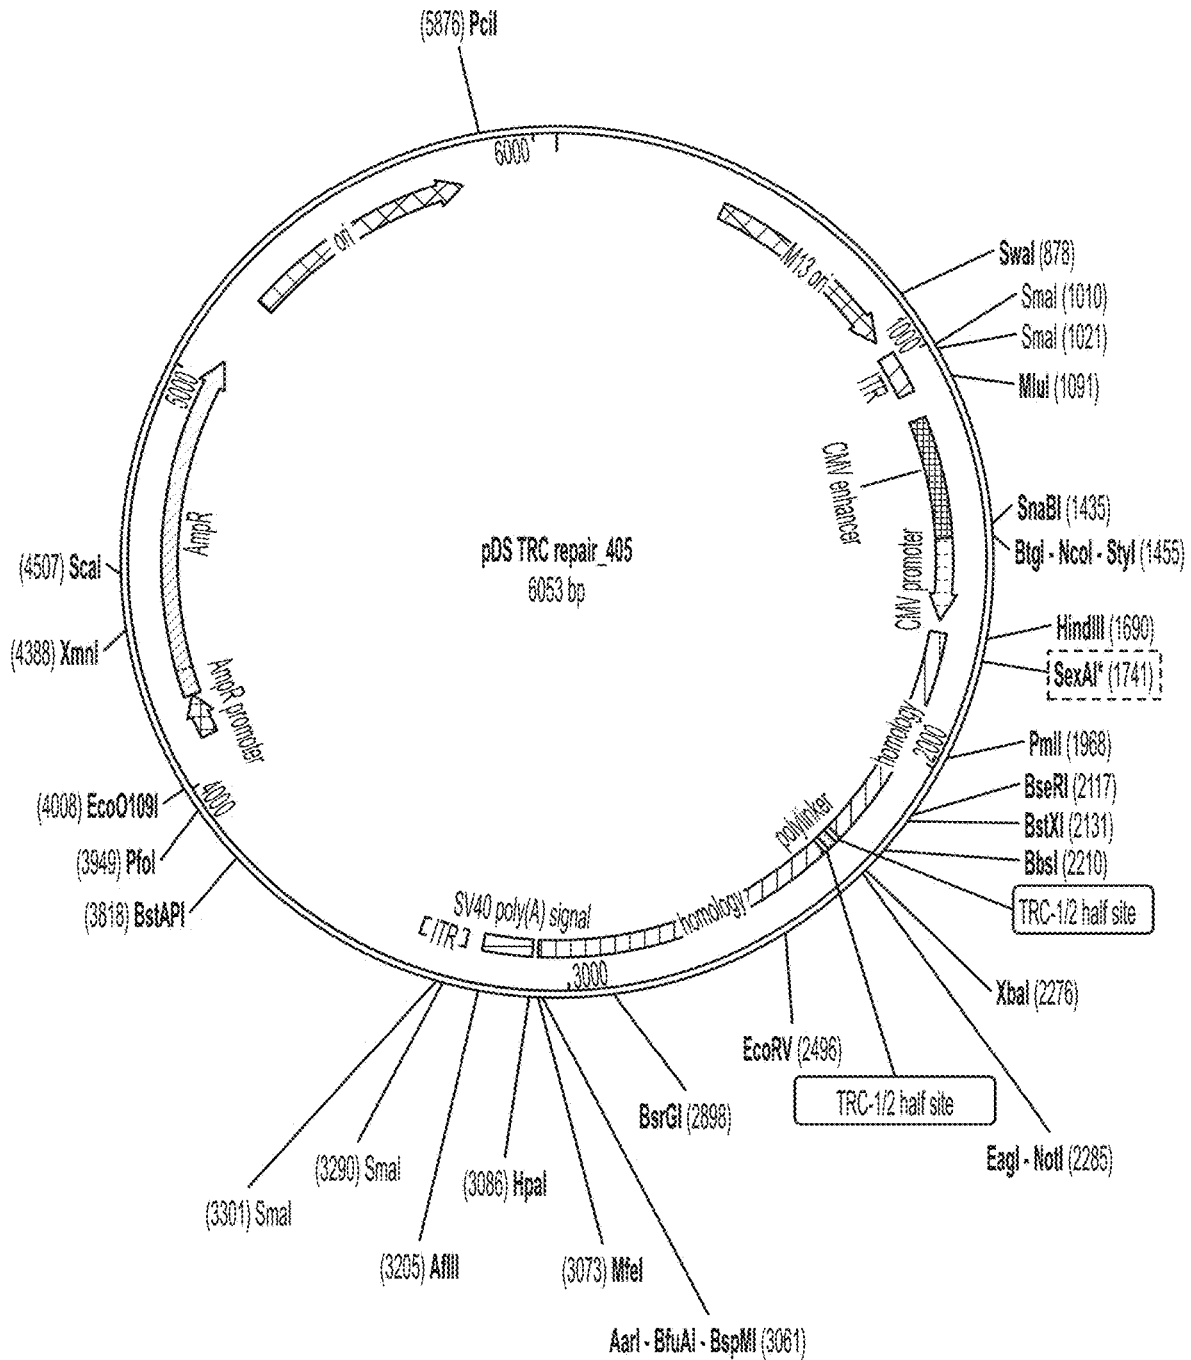 (5876) PciI
6000
ori
M13 ori
SwaI (878)
SmaI (1010)
SmaI (1021)
1000
MluI (1091)
ITR
5000
CMV enhancer
SnaBI (1435)
BtgI - NcoI - StyI (1455)
AmpR
pDS TRC repair_405
6053 bp
CMV promoter
(4507) ScaI
HindIII (1690)
(4388) XmnI
SexAI* (1741)
AmpR promoter
homology
2000
PmlI (1968)
BseRI (2117)
(4008) EcoO109I
4000
polylinker
BstXI (2131)
(3949) PfoI
BbsI (2210)
(3818) BstAPI
SV40 poly(A) signal
homology
TRC-1/2 half site
ITR
3000
XbaI (2276)
EcoRV (2496)
TRC-1/2 half site
BsrGI (2898)
EagI - NotI (2285)
(3290) SmaI
(3086) HpaI
(3301) SmaI
(3205) AflII
(3073) MfeI
AarI - BfuAI - BspMI (3061)